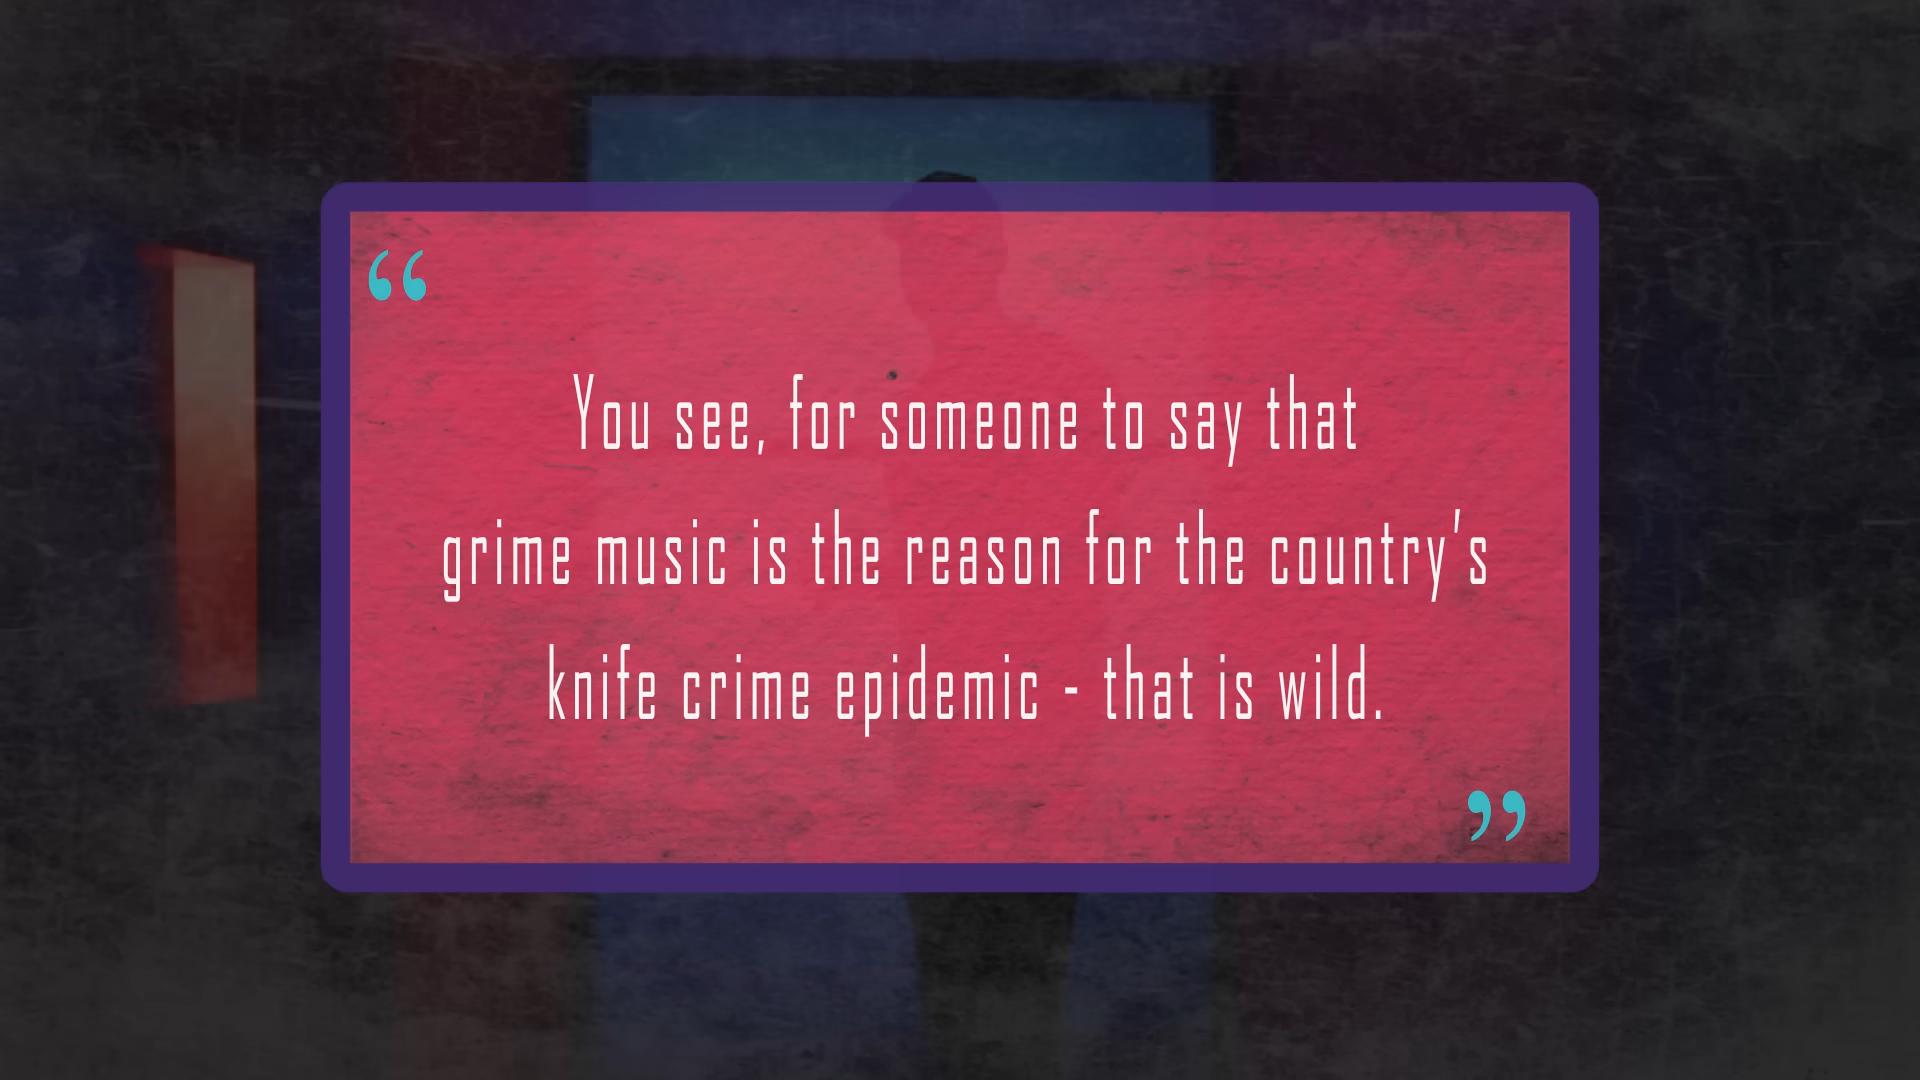 “
You see, for someone to say that
grime music is the reason for the country's
knife crime epidemic - that is wild.
”